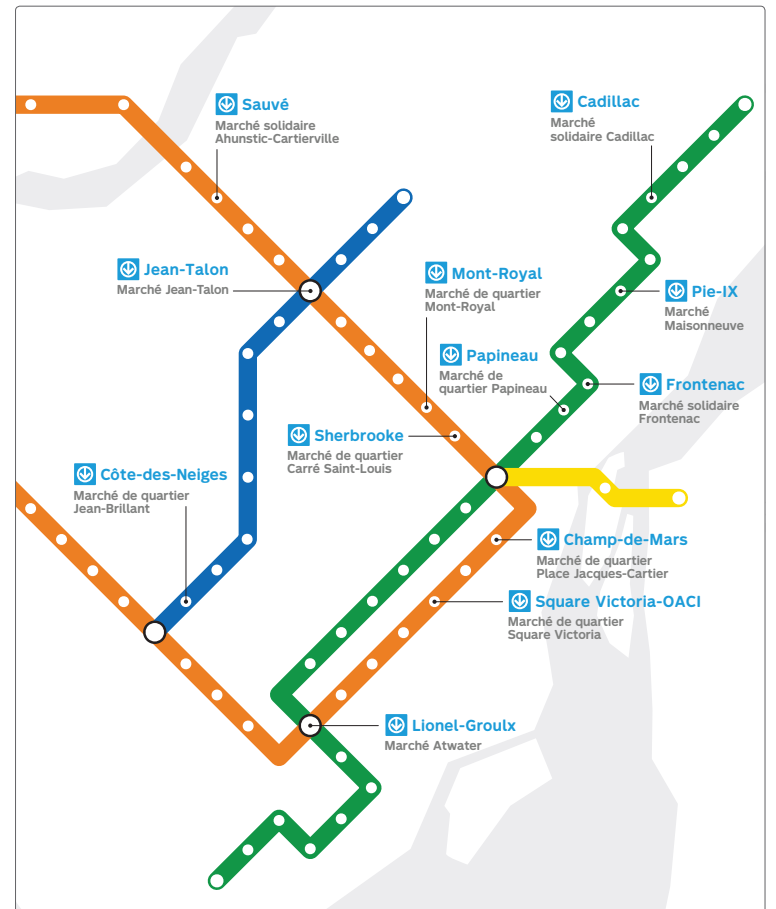 Sauvé
Marché solidaire
Ahunstic-Cartierville
Cadillac
Marché
solidaire Cadillac
Jean-Talon
Marché Jean-Talon
Mont-Royal
Marché de quartier
Mont-Royal
Pie-IX
Marché
Maisonneuve
Papineau
Marché de
quartier Papineau
Frontenac
Marché solidaire
Frontenac
Sherbrooke
Marché de quartier
Carré Saint-Louis
Côte-des-Neiges
Marché de quartier
Jean-Brillant
Champ-de-Mars
Marché de quartier
Place Jacques-Cartier
Square Victoria-OACI
Marché de quartier
Square Victoria
Lionel-Groulx
Marché Atwater